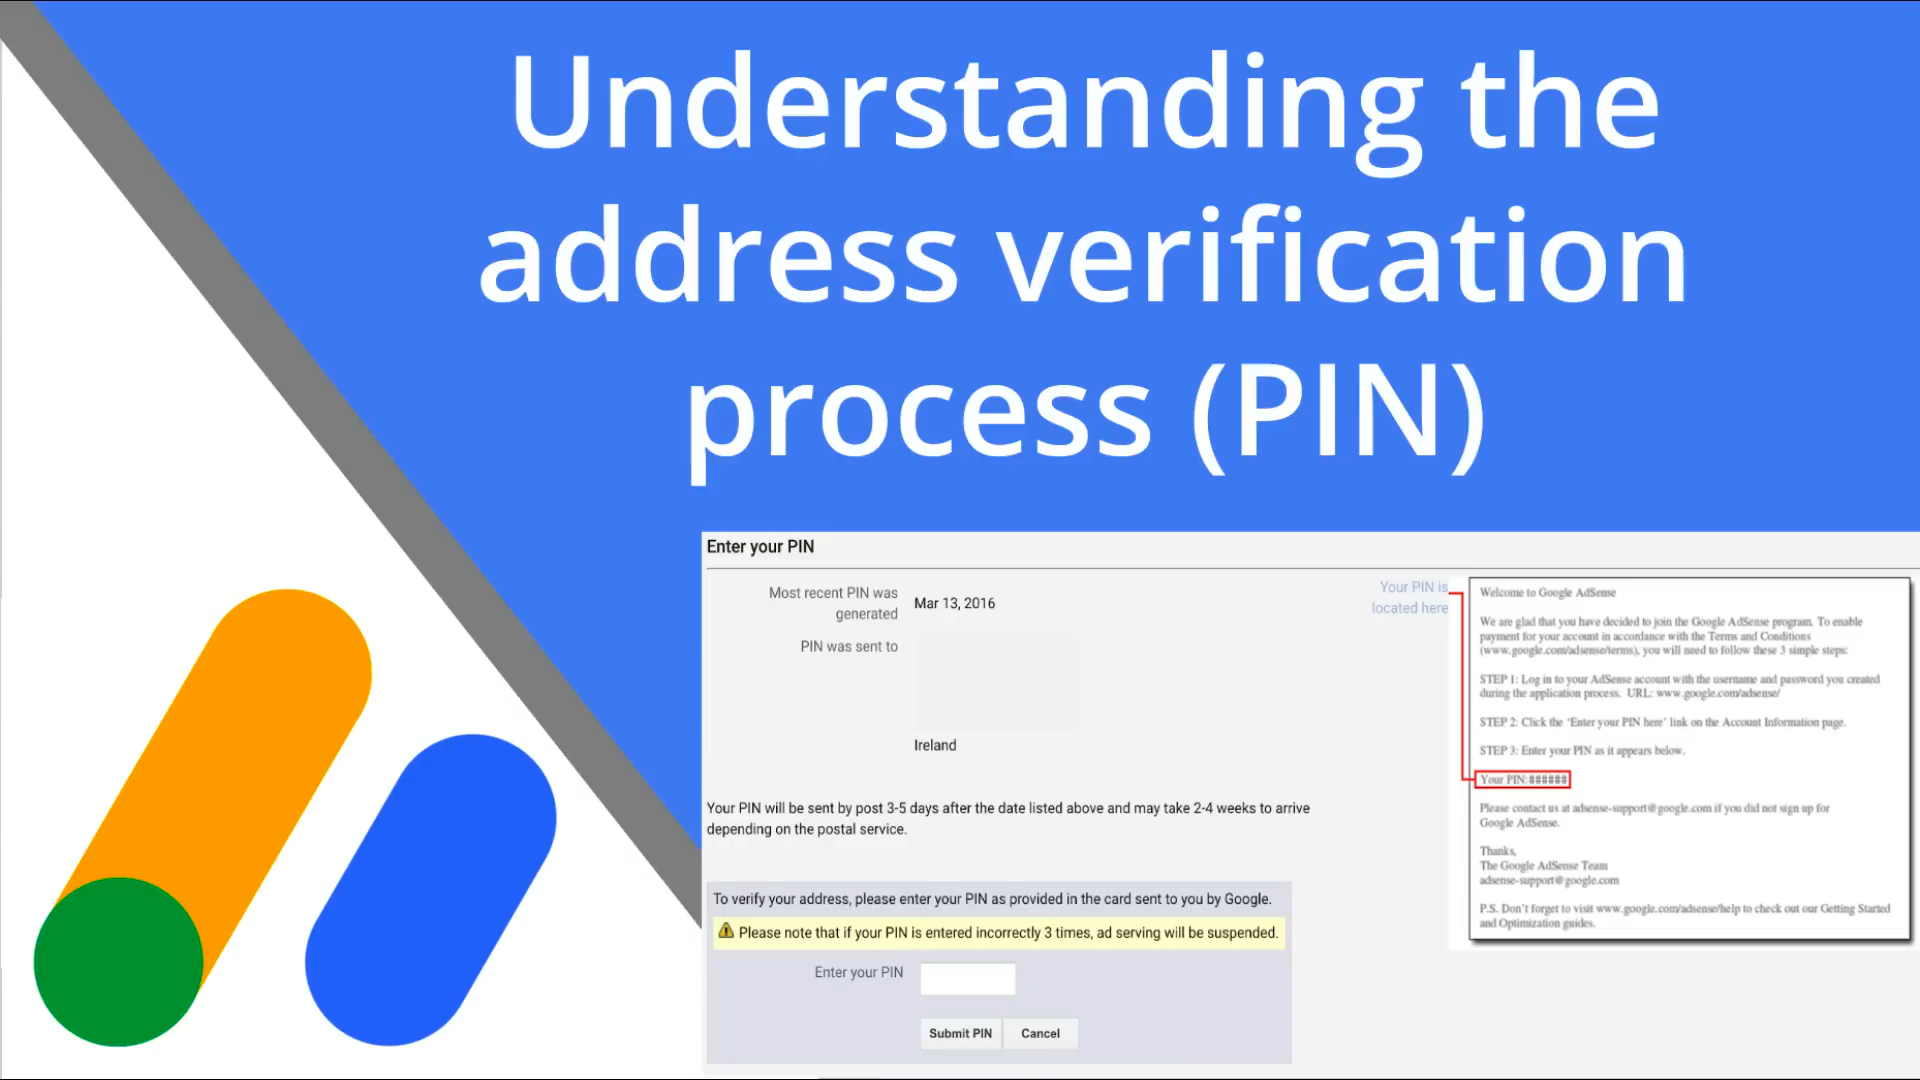 Understanding the
address verification
process (PIN)
Enter your PIN
Most recent PIN was
generated
Mar 13, 2016
PIN was sent to
Ireland
Your PIN will be sent by post 3-5 days after the date listed above and may take 2-4 weeks to arrive
depending on the postal service.
To verify your address, please enter your PIN as provided in the card sent to you by Google.
Please note that if your PIN is entered incorrectly 3 times, ad serving will be suspended.
Enter your PIN
Submit PIN
Cancel
Your PIN is
located here
Welcome to Google AdSense
We are glad that you have decided to join the Google AdSense program. To enable
payment for your account in accordance with the Terms and Conditions
(www.google.com/adsense/terms), you will need to follow these 3 simple steps:
STEP 1: Log in to your AdSense account with the username and password you created
during the application process. URL: www.google.com/adsense/
STEP 2: Click the 'Enter your PIN here' link on the Account Information page.
STEP 3: Enter your PIN as it appears below.
Your PIN: ######
Please contact us at adsense-support@google.com if you did not sign up for
Google AdSense.
Thanks,
The Google AdSense Team
adsense-support@google.com
P.S. Don't forget to visit www.google.com/adsense/help to check out our Getting Started
and Optimization guides.